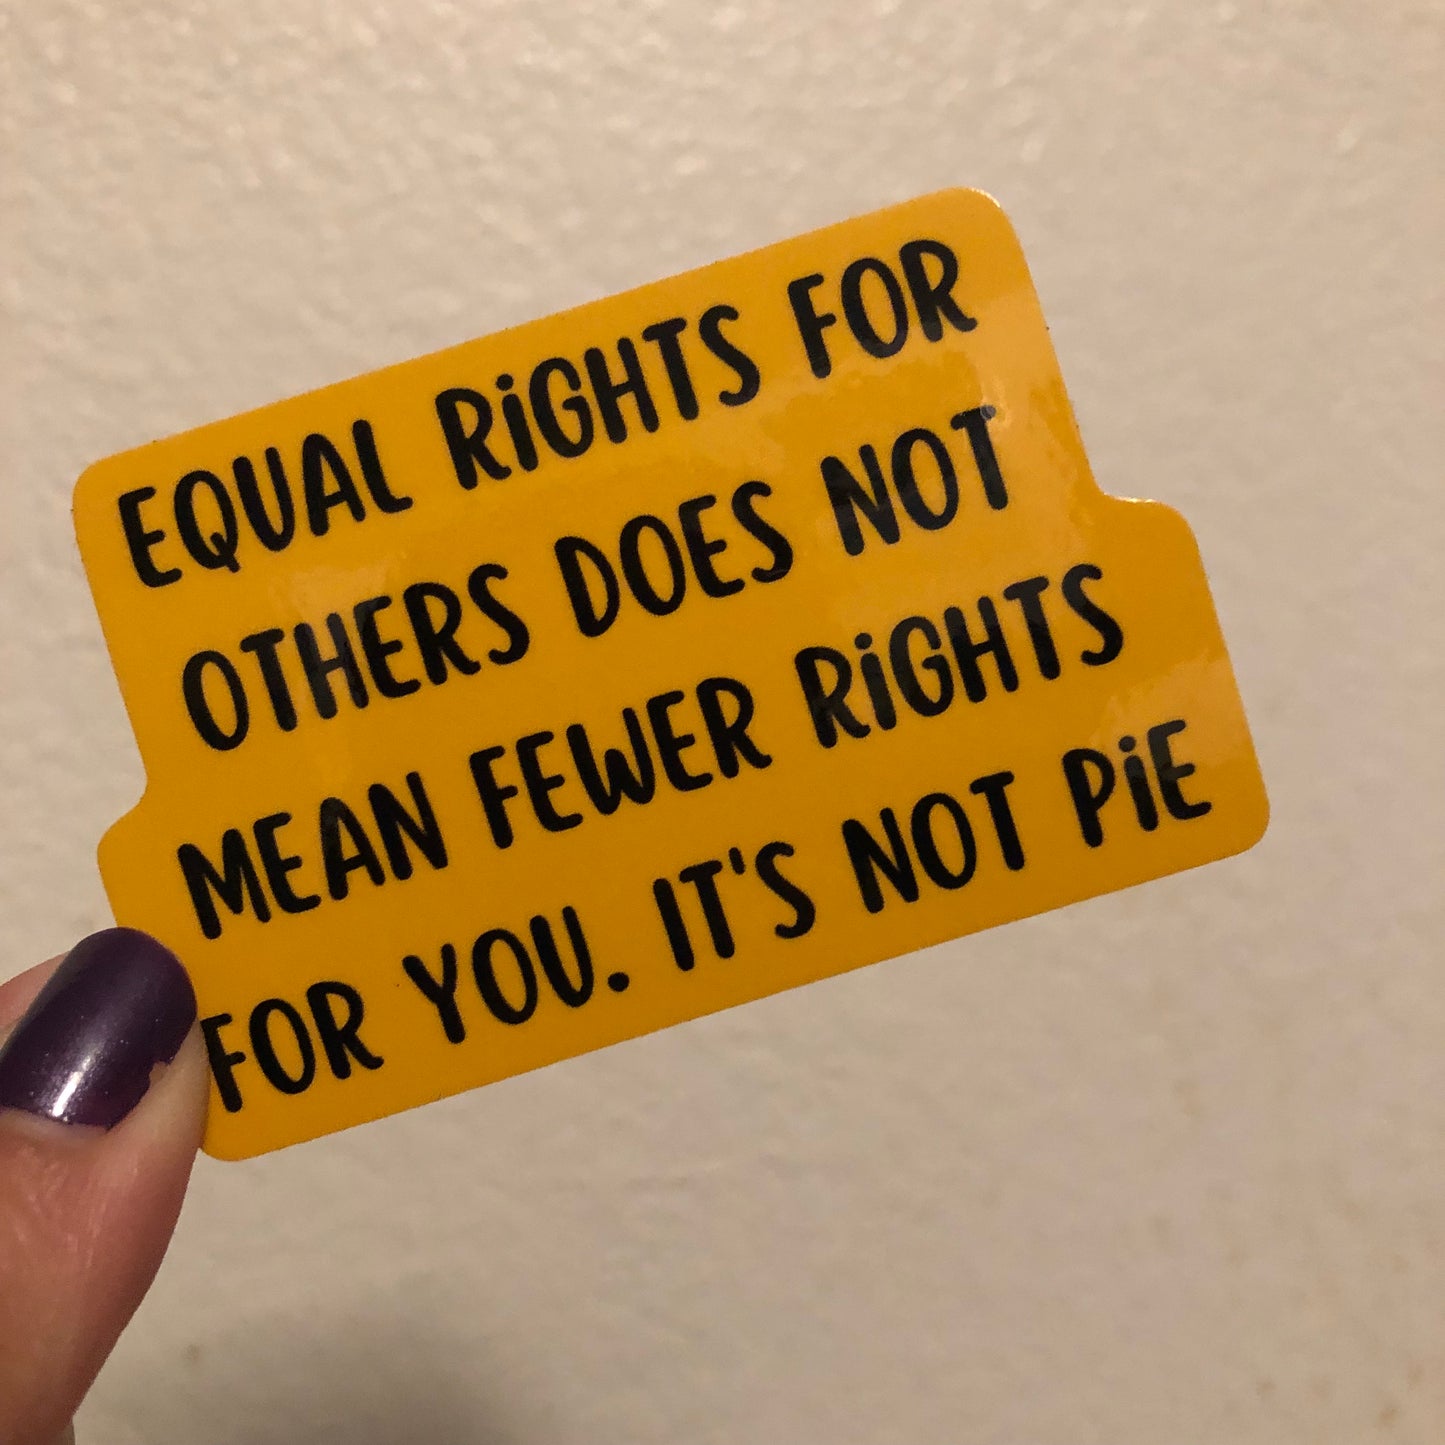 EQUAL RiGHTS FOR
OTHERS DOES NOT
MEAN FEWER RiGHTS
FOR YOU. IT'S NOT PiE